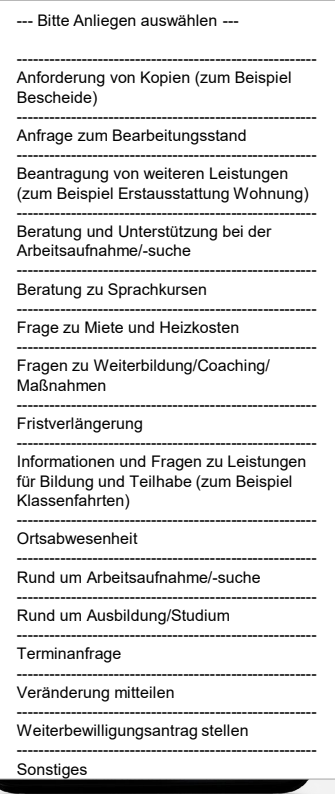 --- Bitte Anliegen auswählen ---
----------------------------------------------------------
Anforderung von Kopien (zum Beispiel
Bescheide)
----------------------------------------------------------
Anfrage zum Bearbeitungsstand
----------------------------------------------------------
Beantragung von weiteren Leistungen
(zum Beispiel Erstausstattung Wohnung)
----------------------------------------------------------
Beratung und Unterstützung bei der
Arbeitsaufnahme/-suche
----------------------------------------------------------
Beratung zu Sprachkursen
----------------------------------------------------------
Frage zu Miete und Heizkosten
----------------------------------------------------------
Fragen zu Weiterbildung/Coaching/
Maßnahmen
----------------------------------------------------------
Fristverlängerung
----------------------------------------------------------
Informationen und Fragen zu Leistungen
für Bildung und Teilhabe (zum Beispiel
Klassenfahrten)
----------------------------------------------------------
Ortsabwesenheit
----------------------------------------------------------
Rund um Arbeitsaufnahme/-suche
----------------------------------------------------------
Rund um Ausbildung/Studium
----------------------------------------------------------
Terminanfrage
----------------------------------------------------------
Veränderung mitteilen
----------------------------------------------------------
Weiterbewilligungsantrag stellen
----------------------------------------------------------
Sonstiges